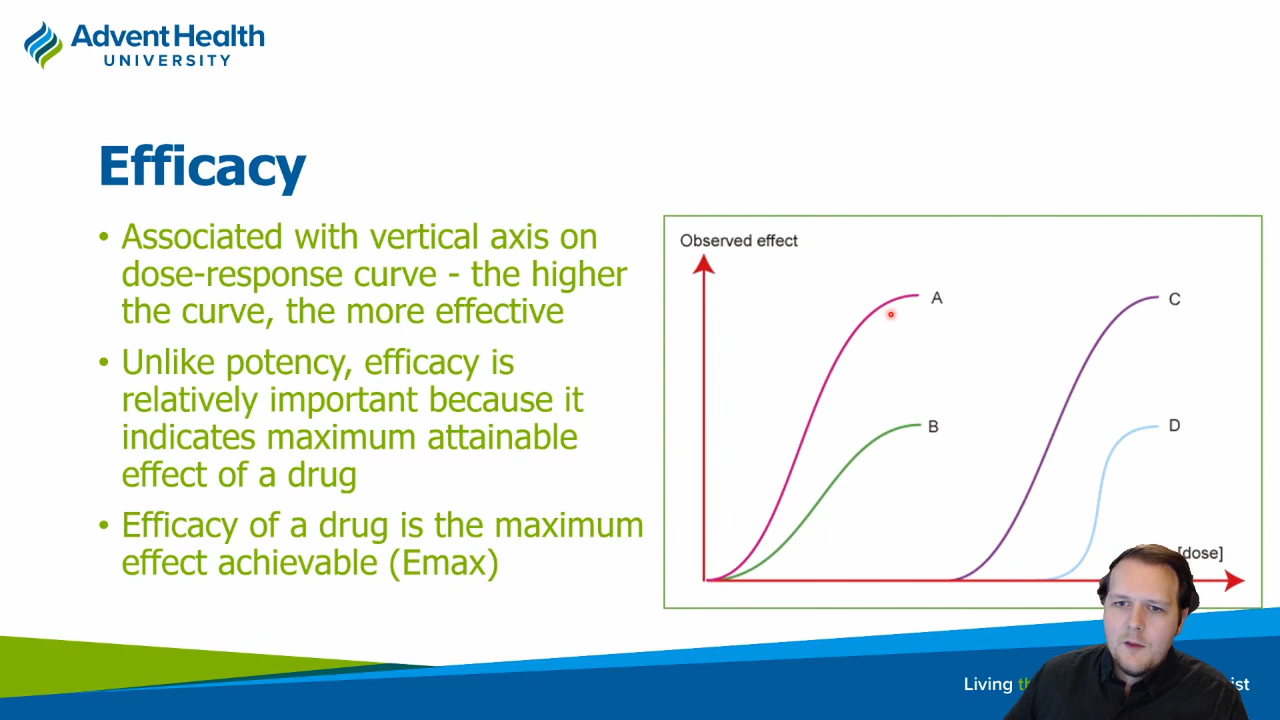 Advent Health
UNIVERSITY
Efficacy
• Associated with vertical axis on
dose-response curve - the higher
the curve, the more effective
• Unlike potency, efficacy is
relatively important because it
indicates maximum attainable
effect of a drug
• Efficacy of a drug is the maximum
effect achievable (Emax)
Observed effect
A
C
B
D
[dose]
Living